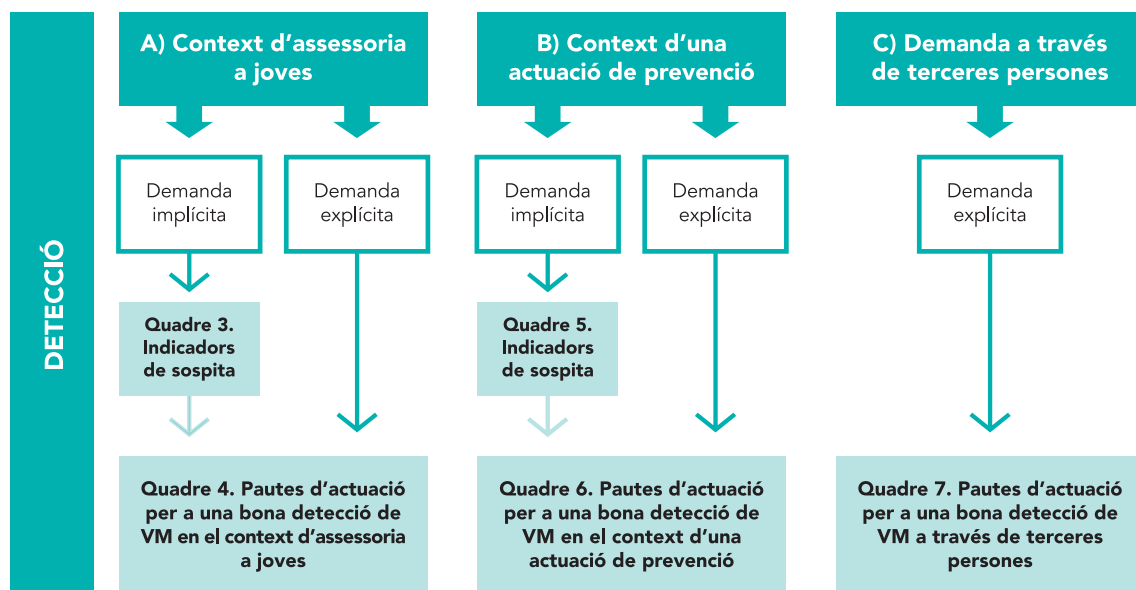 DETECCIÓ
A) Context d’assessoria
a joves
Demanda
implícita
Demanda
explícita
Quadre 3.
Indicadors
de sospita
Quadre 4. Pautes d’actuació
per a una bona detecció de
VM en el context d’assessoria
a joves
B) Context d’una
actuació de prevenció
Demanda
implícita
Demanda
explícita
Quadre 5.
Indicadors
de sospita
Quadre 6. Pautes d’actuació
per a una bona detecció de
VM en el context d’una
actuació de prevenció
C) Demanda a través
de terceres persones
Demanda
explícita
Quadre 7. Pautes d’actuació
per a una bona detecció de
VM a través de terceres
persones